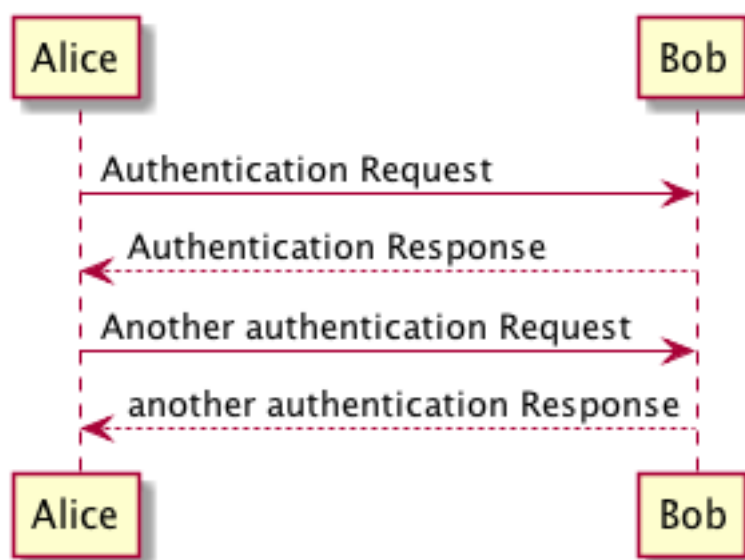 Alice
Bob
Authentication Request
Authentication Response
Another authentication Request
another authentication Response
Alice
Bob